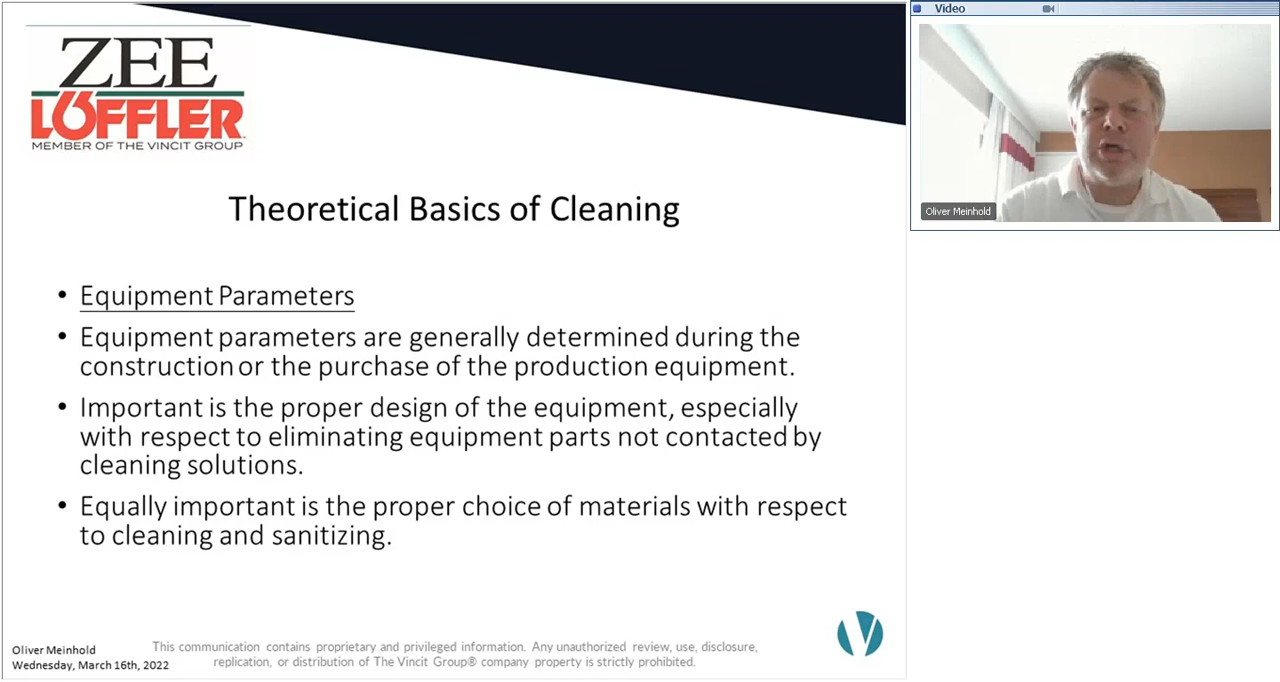 ZEE
LÖFFLER
MEMBER OF THE VINCIT GROUP
Theoretical Basics of Cleaning
• Equipment Parameters
• Equipment parameters are generally determined during the
construction or the purchase of the production equipment.
• Important is the proper design of the equipment, especially
with respect to eliminating equipment parts not contacted by
cleaning solutions.
• Equally important is the proper choice of materials with respect
to cleaning and sanitizing.
Oliver Meinhold
Wednesday, March 16th, 2022
This communication contains proprietary and privileged information. Any unauthorized review, use, disclosure,
replication, or distribution of The Vincit Group® company property is strictly prohibited.
V
Video
Oliver Meinhold